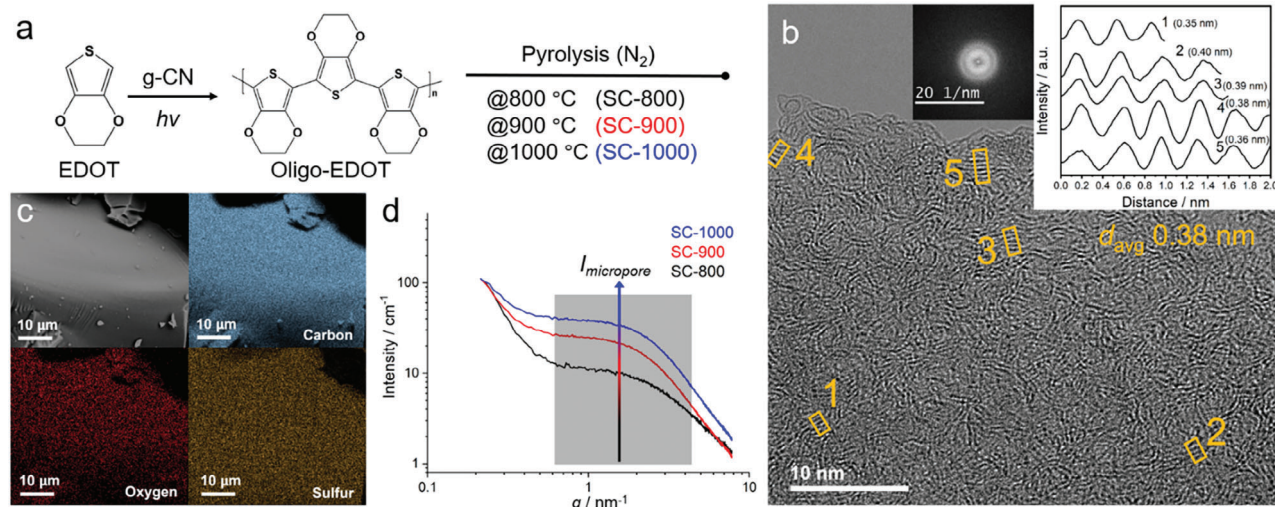 a
S
O
O
EDOT
g-CN
hv
O
O
S
S
S
n
O
O
O
O
Oligo-EDOT
Pyrolysis (N2)
@800 °C (SC-800)
@900 °C (SC-900)
@1000 °C (SC-1000)
b
20 1/nm
Intensity / a.u.
1 (0.35 nm)
2 (0.40 nm)
3 (0.39 nm)
4 (0.38 nm)
5 (0.36 nm)
0.0 0.2 0.4 0.6 0.8 1.0 1.2 1.4 1.6 1.8 2.0
Distance / nm
4
5
3
davg 0.38 nm
1
2
10 nm
c
10 µm
10 µm
Carbon
10 µm
Oxygen
10 µm
Sulfur
d
SC-1000
SC-900
SC-800
Imicropore
Intensity / cm-1
100
10
1
0.1 1 10
q / nm-1